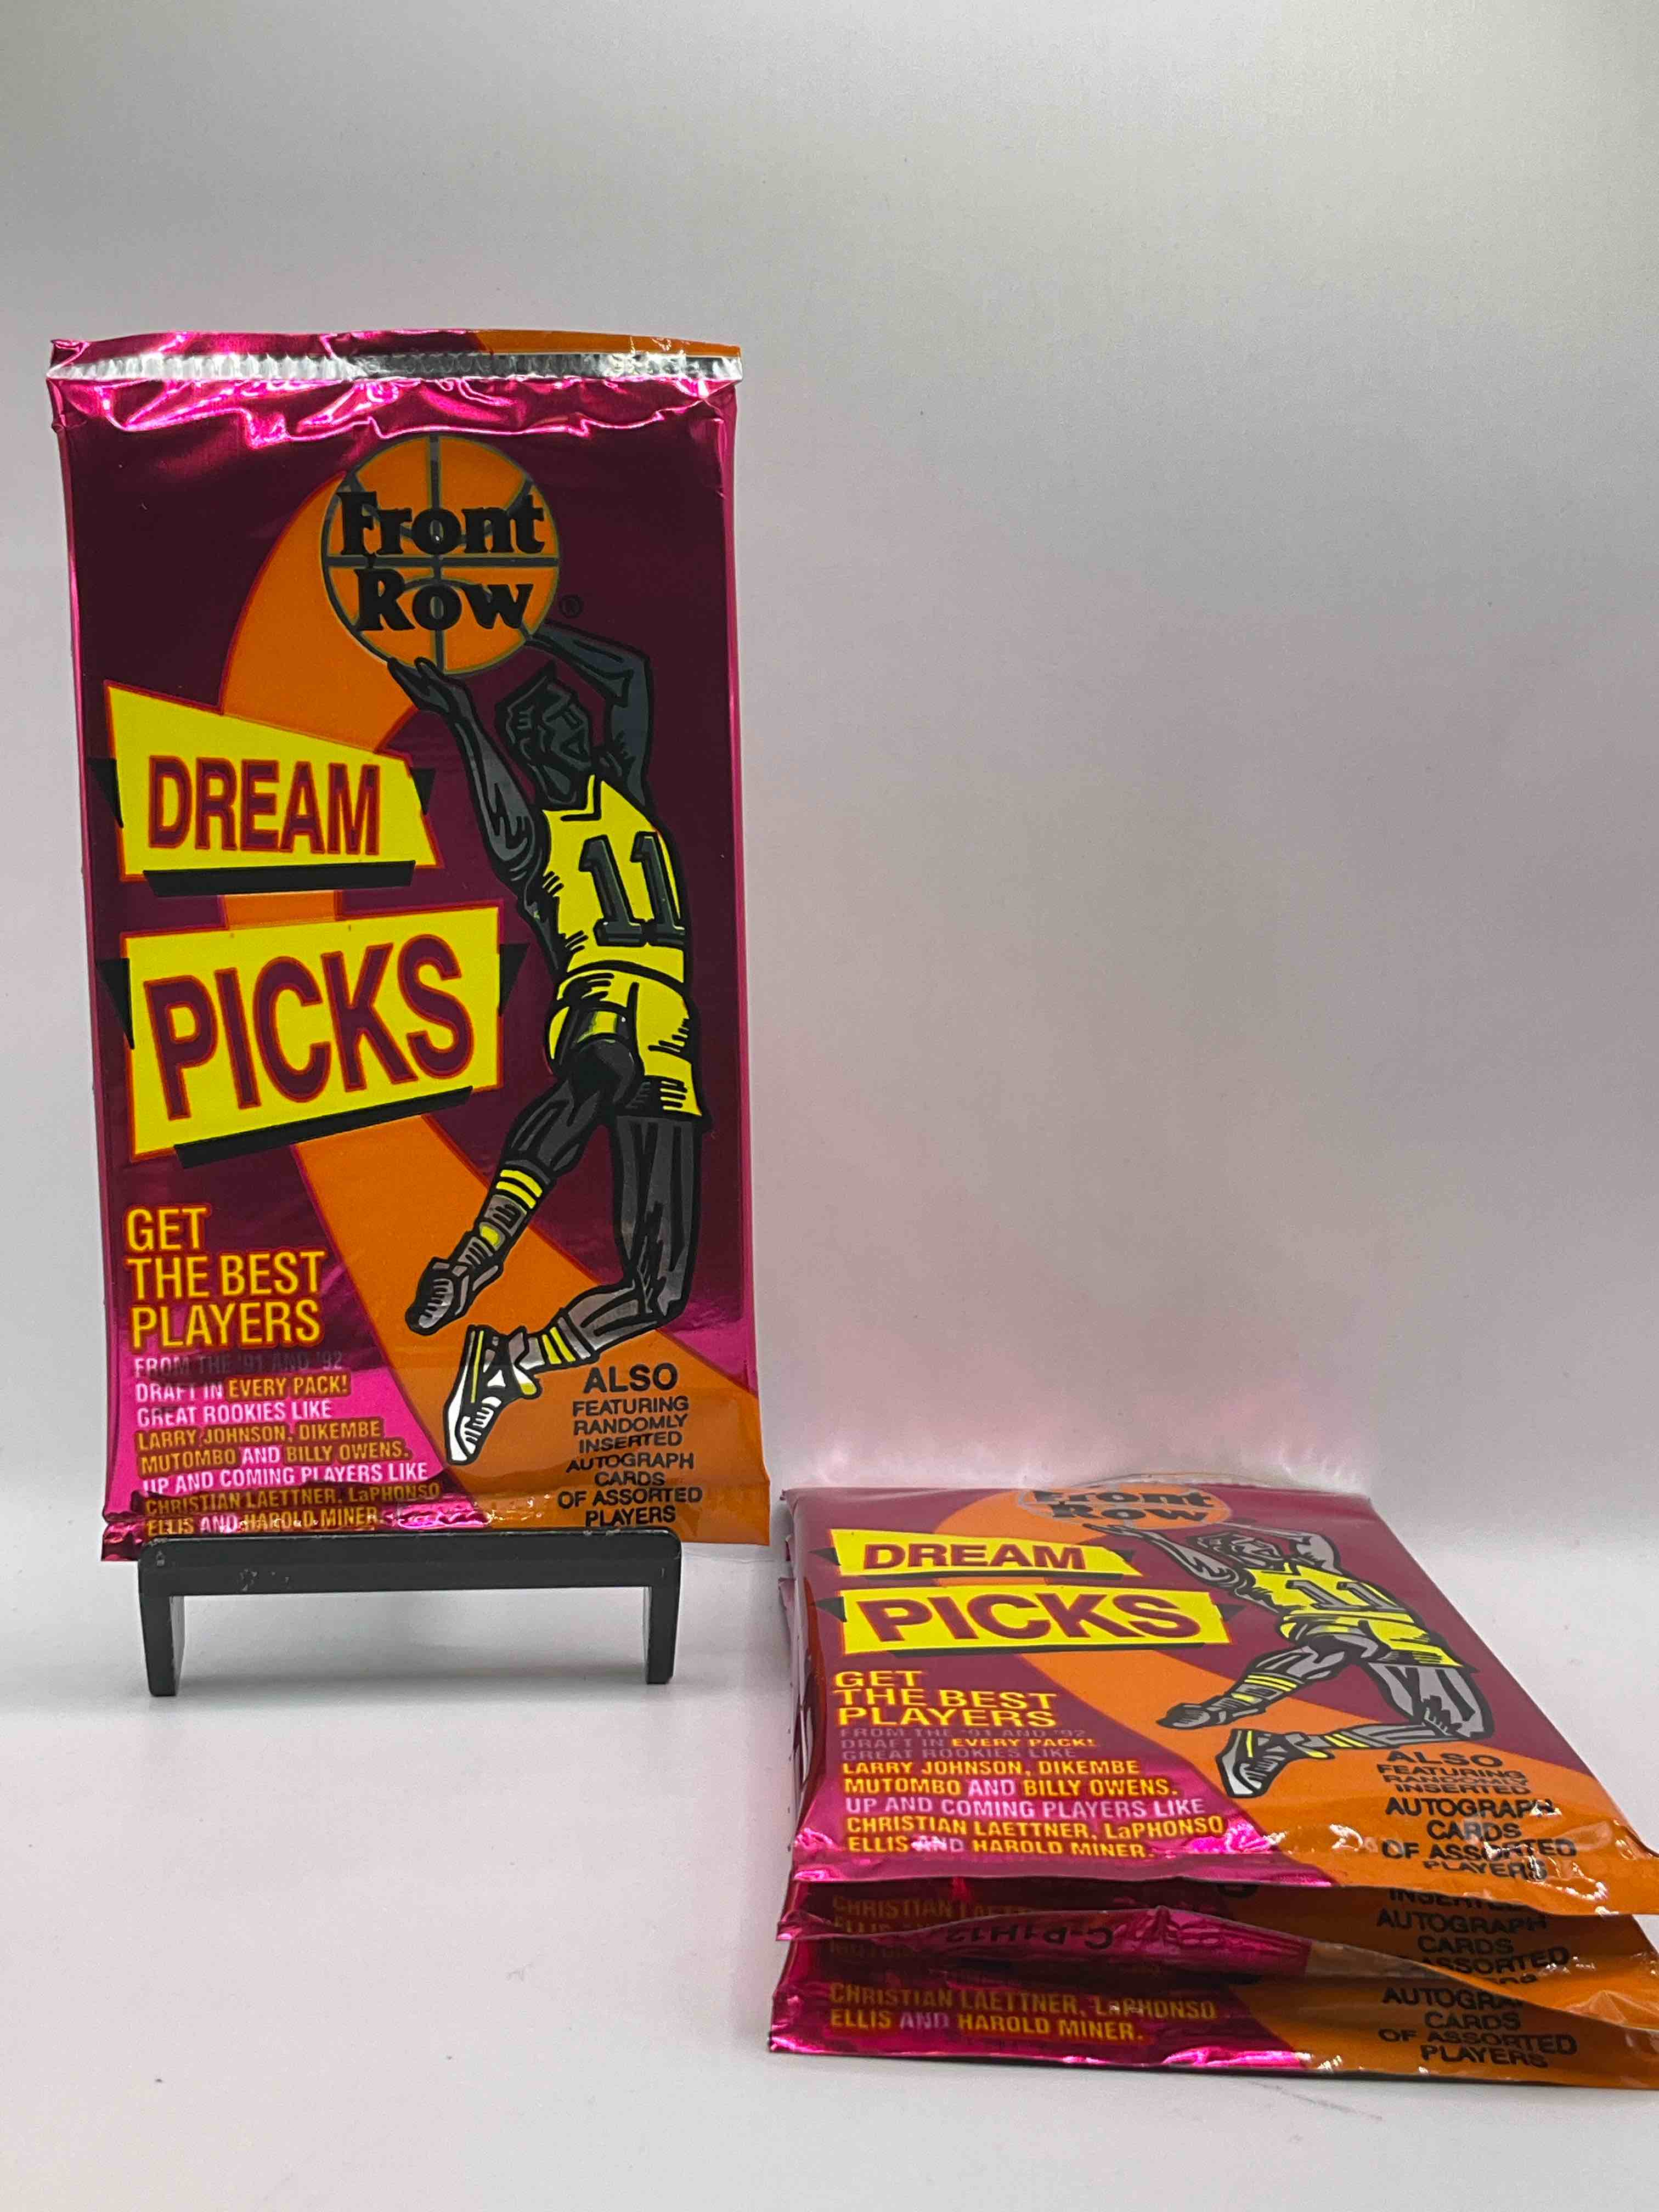 Front
Row®
DREAM
PICKS
11
GET
THE BEST
PLAYERS
FROM THE '91 AND '92
DRAFT IN EVERY PACK!
GREAT ROOKIES LIKE
LARRY JOHNSON, DIKEMBE
MUTOMBO AND BILLY OWENS.
UP AND COMING PLAYERS LIKE
CHRISTIAN LAETTNER, LaPHONSO
ELLIS AND HAROLD MINER.
ALSO
FEATURING
RANDOMLY
INSERTED
AUTOGRAPH
CARDS
OF ASSORTED
PLAYERS
Front
Row
DREAM
PICKS
11
GET
THE BEST
PLAYERS
FROM THE '91 AND '92
DRAFT IN EVERY PACK!
GREAT ROOKIES LIKE
LARRY JOHNSON, DIKEMBE
MUTOMBO AND BILLY OWENS.
UP AND COMING PLAYERS LIKE
CHRISTIAN LAETTNER, LaPHONSO
ELLIS AND HAROLD MINER.
ALSO
FEATURING
RANDOMLY
INSERTED
AUTOGRAPH
CARDS
OF ASSORTED
PLAYERS
CHRISTIAN
AUTOGRAPH
CARDS
ASSORTED
CHRISTIAN LAETTNER, LaPHONSO
ELLIS AND HAROLD MINER.
CARDS
OF ASSORTED
PLAYERS